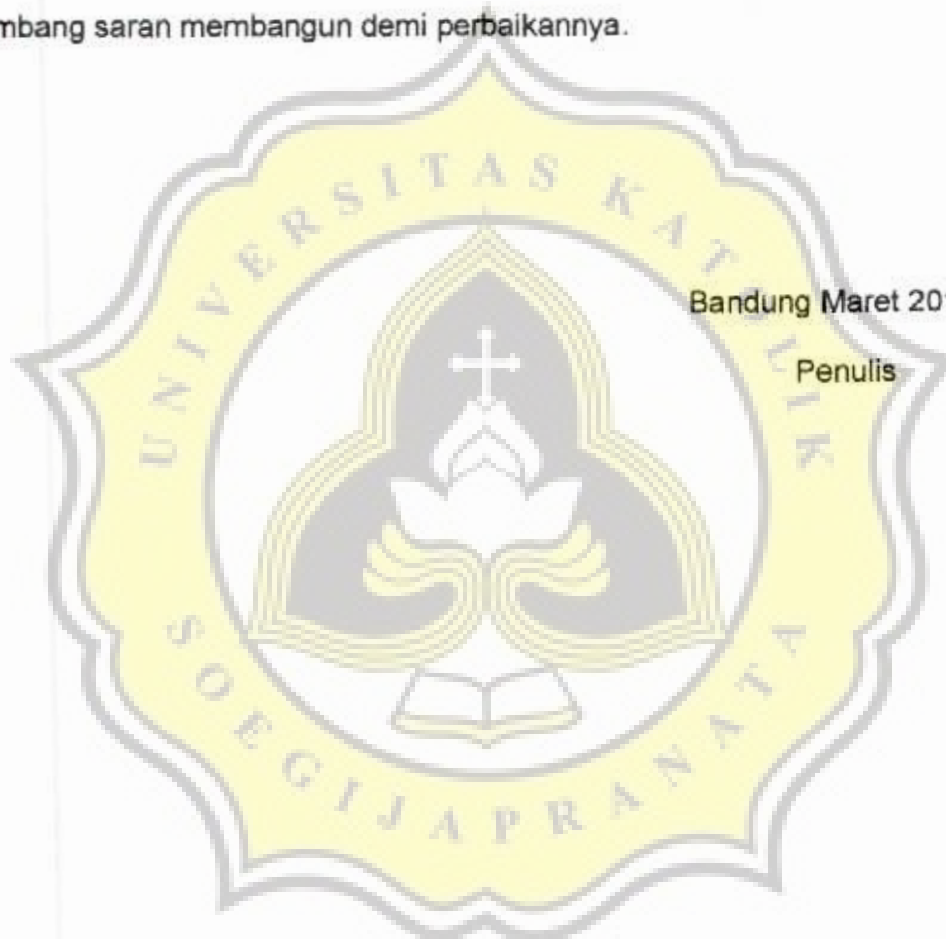 mbang saran membangun demi perbaikannya.
UNIVERSITAS KATOLIK
Bandung Maret 20
Penulis
SOEGIJAPRANATA